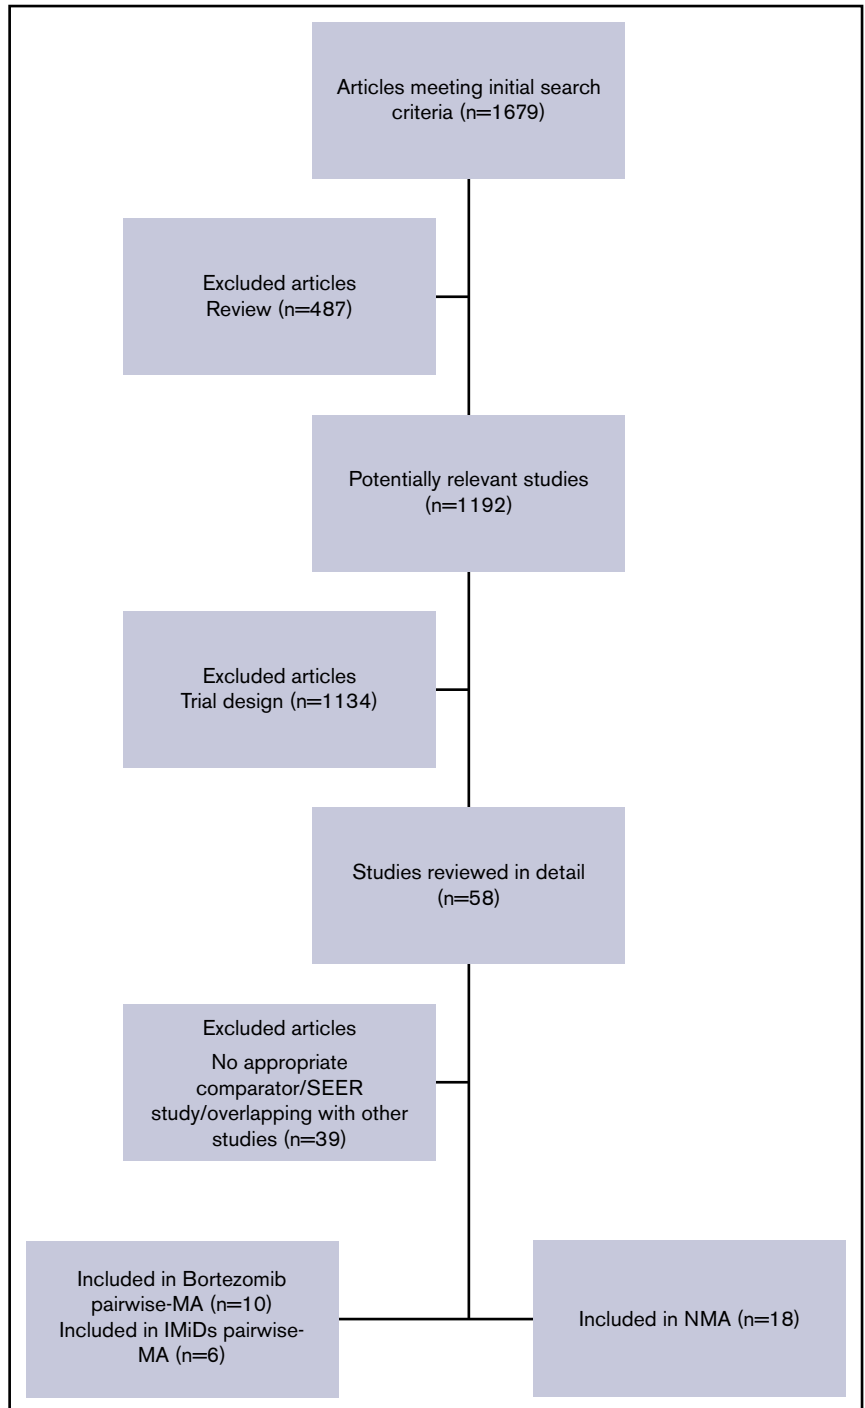 Articles meeting initial search
criteria (n=1679)
Excluded articles
Review (n=487)
Potentially relevant studies
(n=1192)
Excluded articles
Trial design (n=1134)
Studies reviewed in detail
(n=58)
Excluded articles
No appropriate
comparator/SEER
study/overlapping with other
studies (n=39)
Included in Bortezomib
pairwise-MA (n=10)
Included in IMiDs pairwise-
MA (n=6)
Included in NMA (n=18)